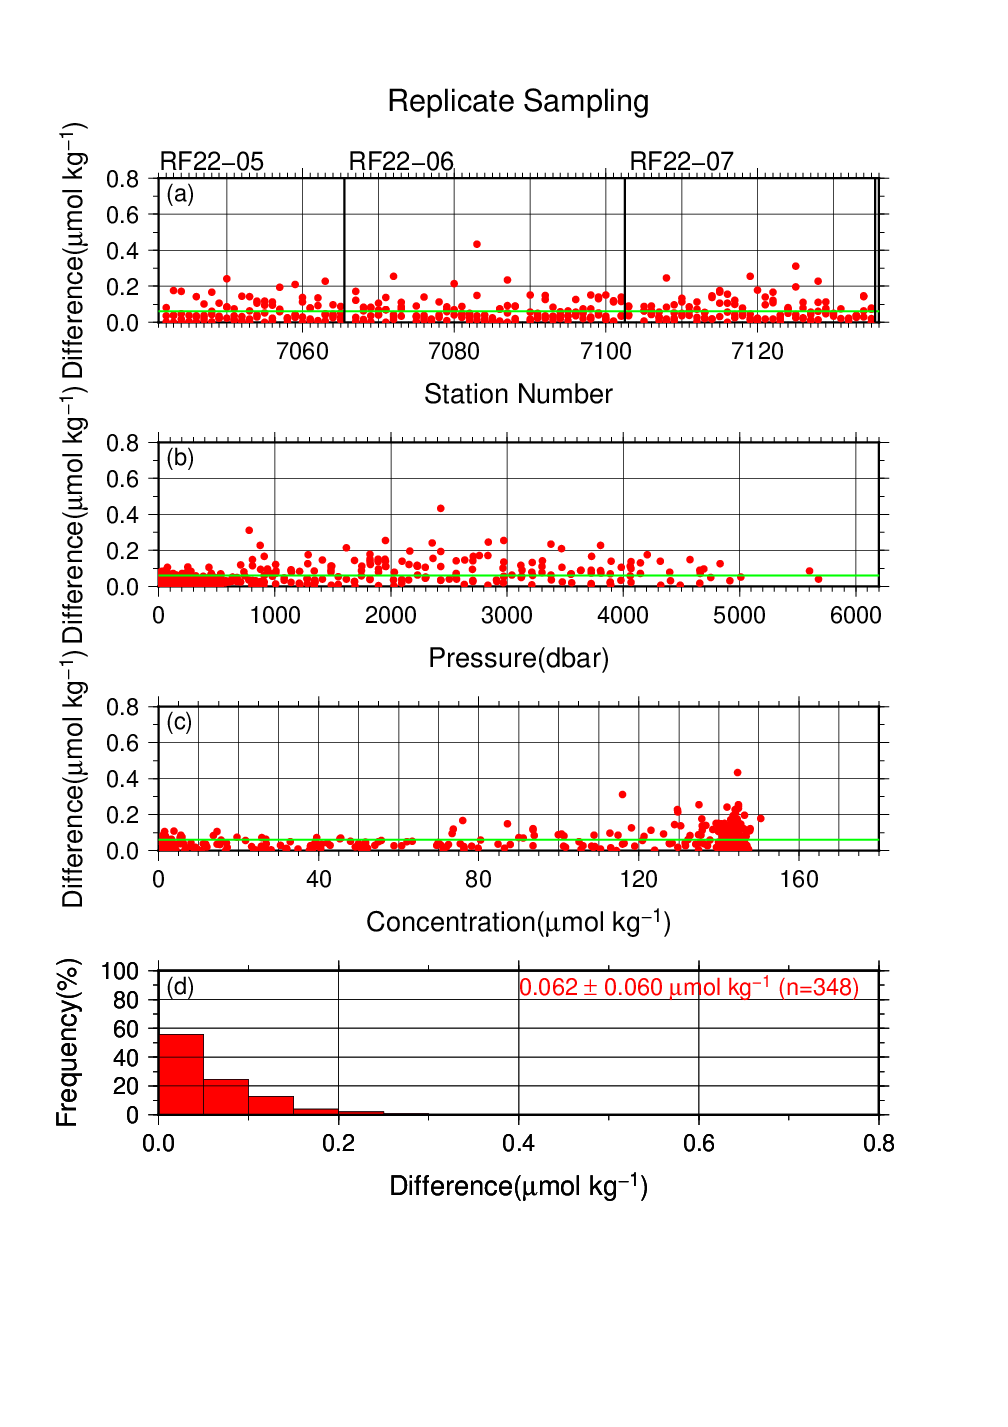 Replicate Sampling
RF22−05 RF22−06 RF22−07
Difference(μmol kg⁻¹)
0.8
0.6
0.4
0.2
0.0
(a)
7060 7080 7100 7120
Station Number
Difference(μmol kg⁻¹)
0.8
0.6
0.4
0.2
0.0
(b)
0 1000 2000 3000 4000 5000 6000
Pressure(dbar)
Difference(μmol kg⁻¹)
0.8
0.6
0.4
0.2
0.0
(c)
0 40 80 120 160
Concentration(μmol kg⁻¹)
Frequency(%)
100
80
60
40
20
0
(d)
0.062 ± 0.060 μmol kg⁻¹ (n=348)
0.0 0.2 0.4 0.6 0.8
Difference(μmol kg⁻¹)